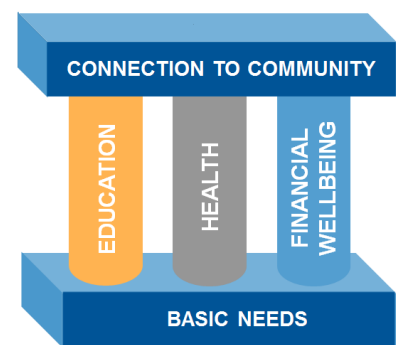 CONNECTION TO COMMUNITY
EDUCATION
HEALTH
FINANCIAL
WELLBEING
BASIC NEEDS